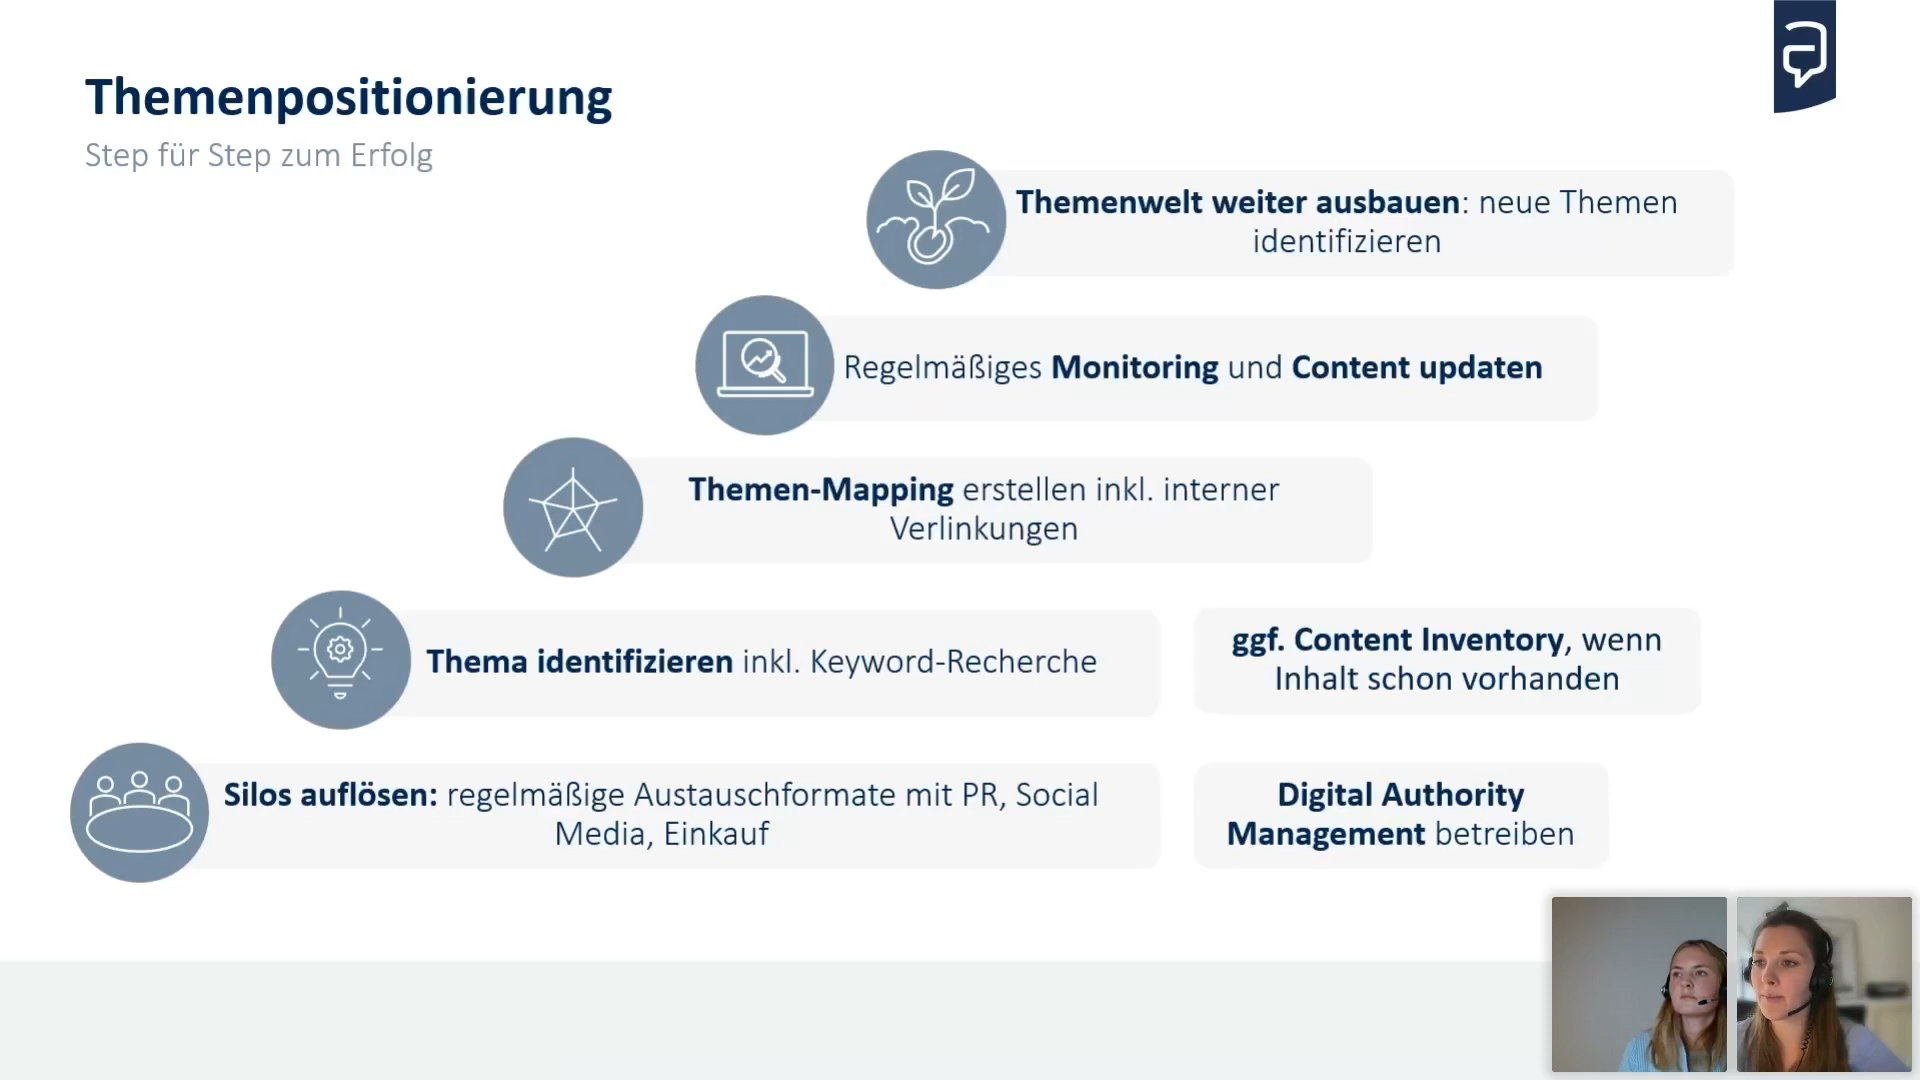 Themenpositionierung
Step für Step zum Erfolg
Themenwelt weiter ausbauen: neue Themen
identifizieren
Regelmäßiges Monitoring und Content updaten
Themen-Mapping erstellen inkl. interner
Verlinkungen
Thema identifizieren inkl. Keyword-Recherche
ggf. Content Inventory, wenn
Inhalt schon vorhanden
Silos auflösen: regelmäßige Austauschformate mit PR, Social
Media, Einkauf
Digital Authority
Management betreiben